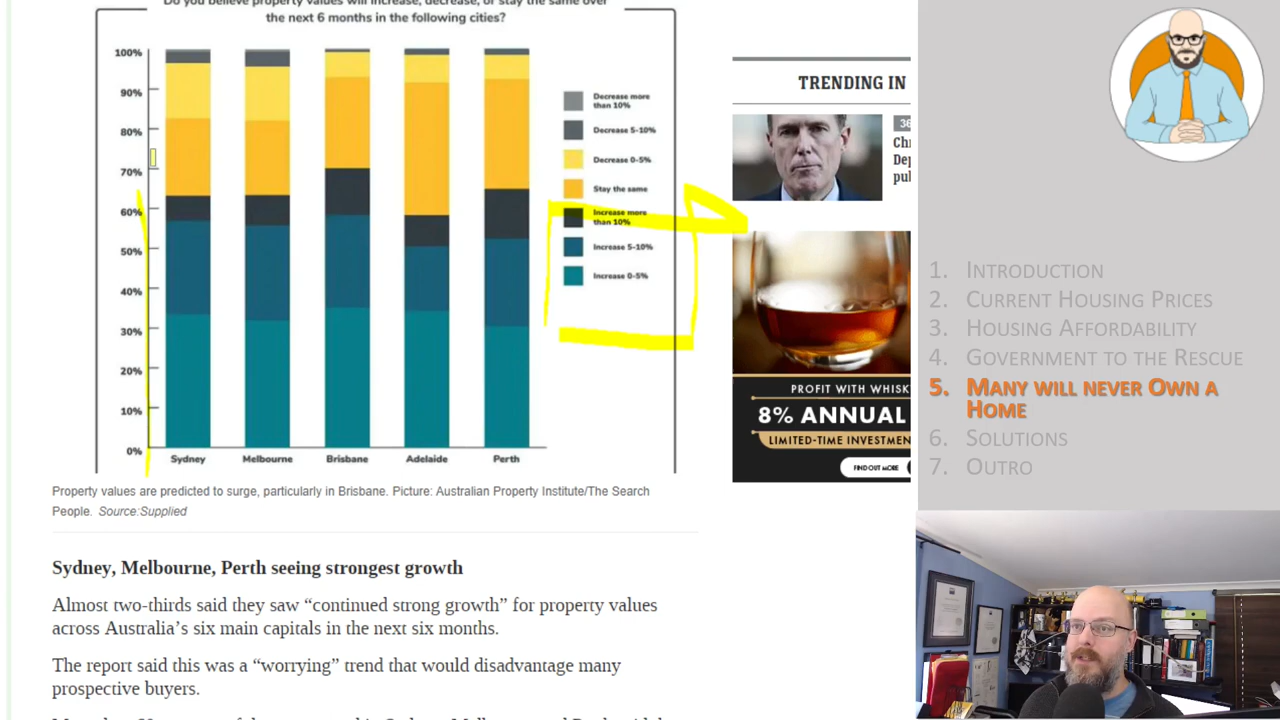 Do you believe property values will increase, decrease, or stay the same over
the next 6 months in the following cities?
100%
90%
80%
70%
60%
50%
40%
30%
20%
10%
0%
Sydney Melbourne Brisbane Adelaide Perth
Decrease more
than 10%
Decrease 5-10%
Decrease 0-5%
Stay the same
Increase more
than 10%
Increase 5-10%
Increase 0-5%
Property values are predicted to surge, particularly in Brisbane. Picture: Australian Property Institute/The Search
People. Source:Supplied
Sydney, Melbourne, Perth seeing strongest growth
Almost two-thirds said they saw “continued strong growth” for property values
across Australia’s six main capitals in the next six months.
The report said this was a “worrying” trend that would disadvantage many
prospective buyers.
TRENDING IN
36
Chr
Dep
pul
PROFIT WITH WHISK
8% ANNUAL
LIMITED-TIME INVESTMEN
FIND OUT MORE
1. Introduction
2. Current Housing Prices
3. Housing Affordability
4. Government to the Rescue
5. Many will never Own a
Home
6. Solutions
7. Outro